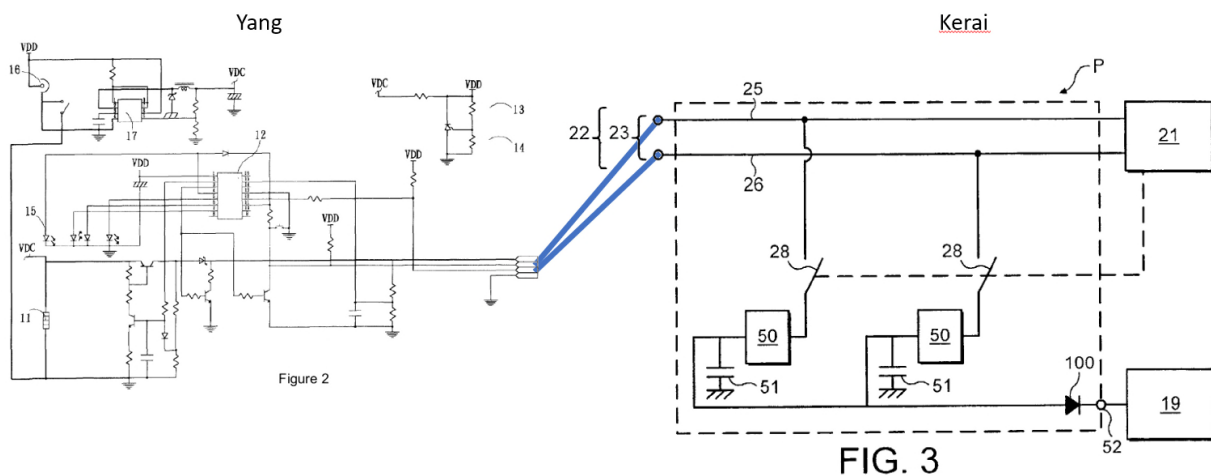 Yang
Kerai
VDD
16
VDC
17
VDC
VDD
13
14
12
VDD
VDD
15
VDD
VDC
11
Figure 2
P
25
22
23
21
26
28
28
50
50
51
51
100
19
52
FIG. 3